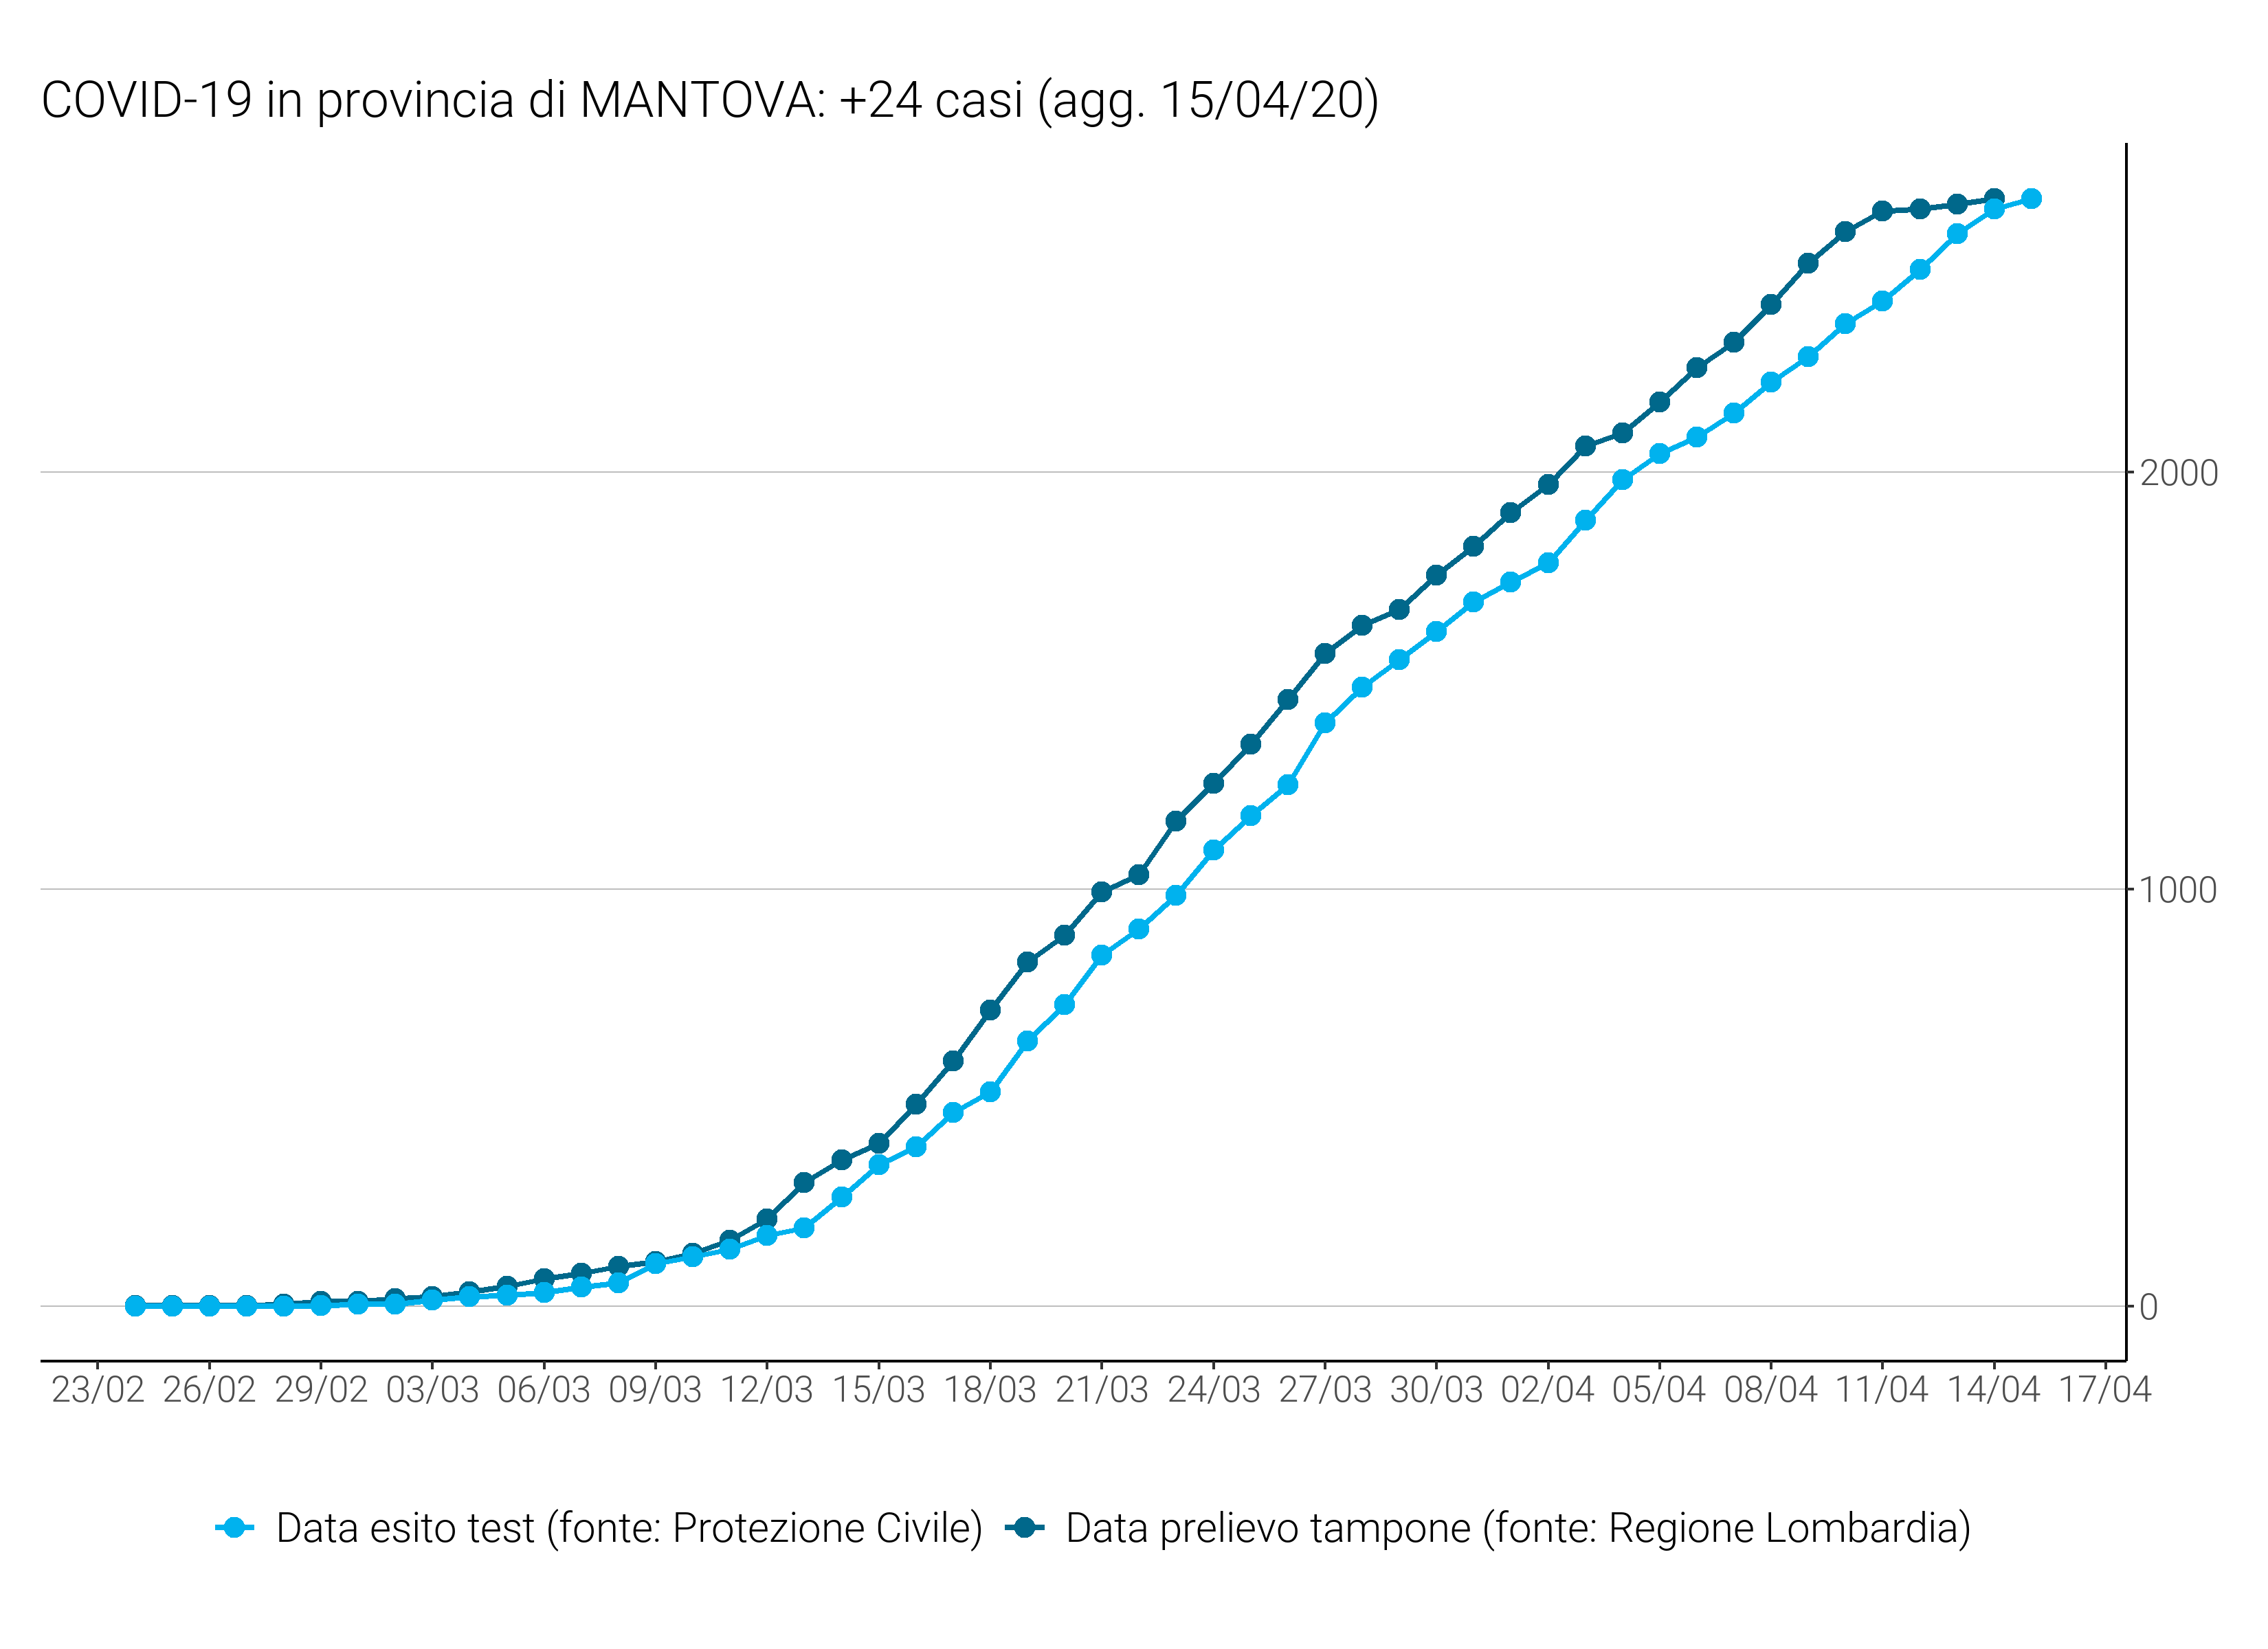 COVID-19 in provincia di MANTOVA: +24 casi (agg. 15/04/20)
2000
1000
0
23/02 26/02 29/02 03/03 06/03 09/03 12/03 15/03 18/03 21/03 24/03 27/03 30/03 02/04 05/04 08/04 11/04 14/04 17/04
Data esito test (fonte: Protezione Civile) Data prelievo tampone (fonte: Regione Lombardia)